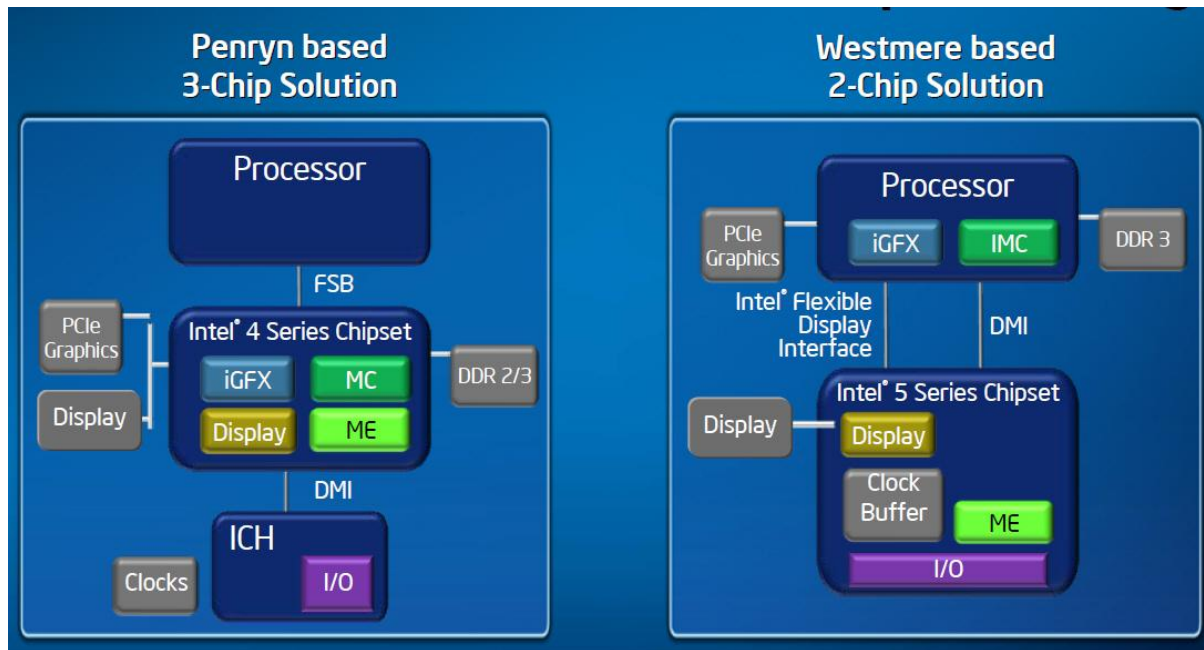 Penryn based
3-Chip Solution
Processor
FSB
PCIe
Graphics
Display
Intel® 4 Series Chipset
iGFX
MC
Display
ME
DDR 2/3
DMI
ICH
I/O
Clocks
Westmere based
2-Chip Solution
Processor
iGFX
IMC
PCIe
Graphics
DDR 3
Intel® Flexible
Display
Interface
DMI
Intel® 5 Series Chipset
Display
Display
Clock
Buffer
ME
I/O